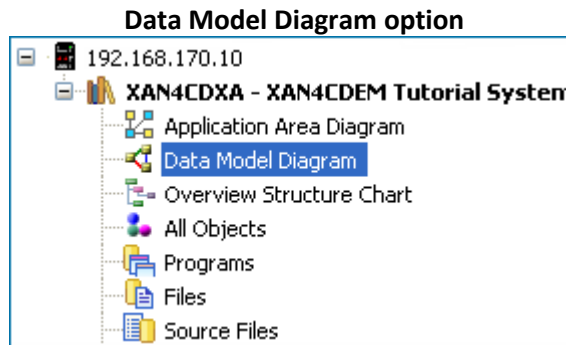 Data Model Diagram option
192.168.170.10
XAN4CDXA - XAN4CDEM Tutorial System
Application Area Diagram
Data Model Diagram
Overview Structure Chart
All Objects
Programs
Files
Source Files